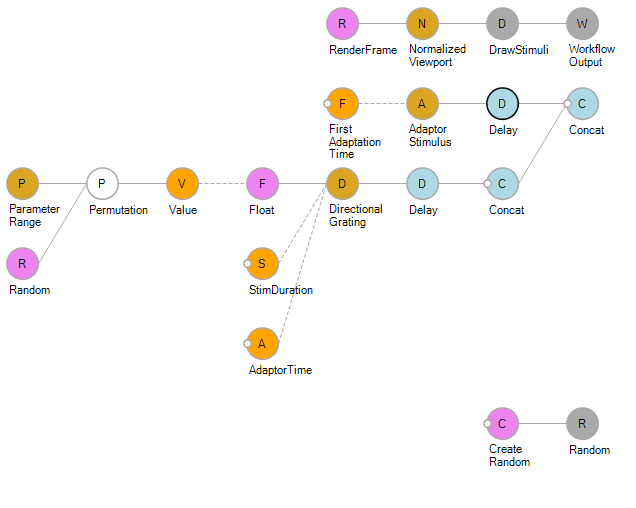 R N D W
RenderFrame Normalized DrawStimuli Workflow
Viewport Output
F A D C
First Adaptor Delay Concat
Adaptation Stimulus
Time
P P V F D D C
Parameter Permutation Value Float Directional Delay Concat
Range Grating
R S
Random StimDuration
A
AdaptorTime
C R
Create Random
Random